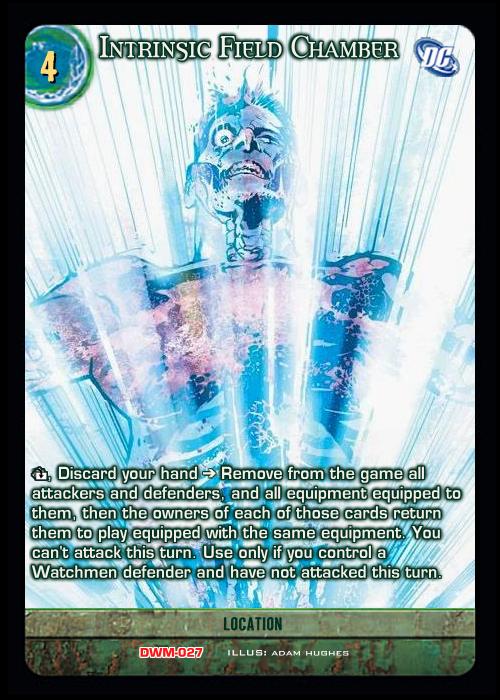 4
INTRINSIC FIELD CHAMBER
DC
, Discard your hand → Remove from the game all
attackers and defenders, and all equipment equipped to
them, then the owners of each of those cards return
them to play equipped with the same equipment. You
can't attack this turn. Use only if you control a
Watchmen defender and have not attacked this turn.
LOCATION
DWM-027 ILLUS: ADAM HUGHES